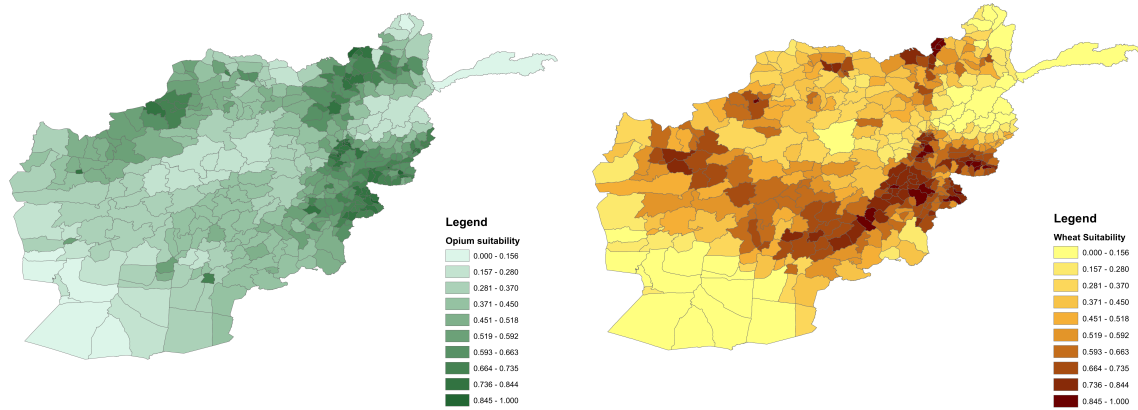 Legend
Opium suitability
0.000 - 0.156
0.157 - 0.280
0.281 - 0.370
0.371 - 0.450
0.451 - 0.518
0.519 - 0.592
0.593 - 0.663
0.664 - 0.735
0.736 - 0.844
0.845 - 1.000
Legend
Wheat Suitability
0.000 - 0.156
0.157 - 0.280
0.281 - 0.370
0.371 - 0.450
0.451 - 0.518
0.519 - 0.592
0.593 - 0.663
0.664 - 0.735
0.736 - 0.844
0.845 - 1.000